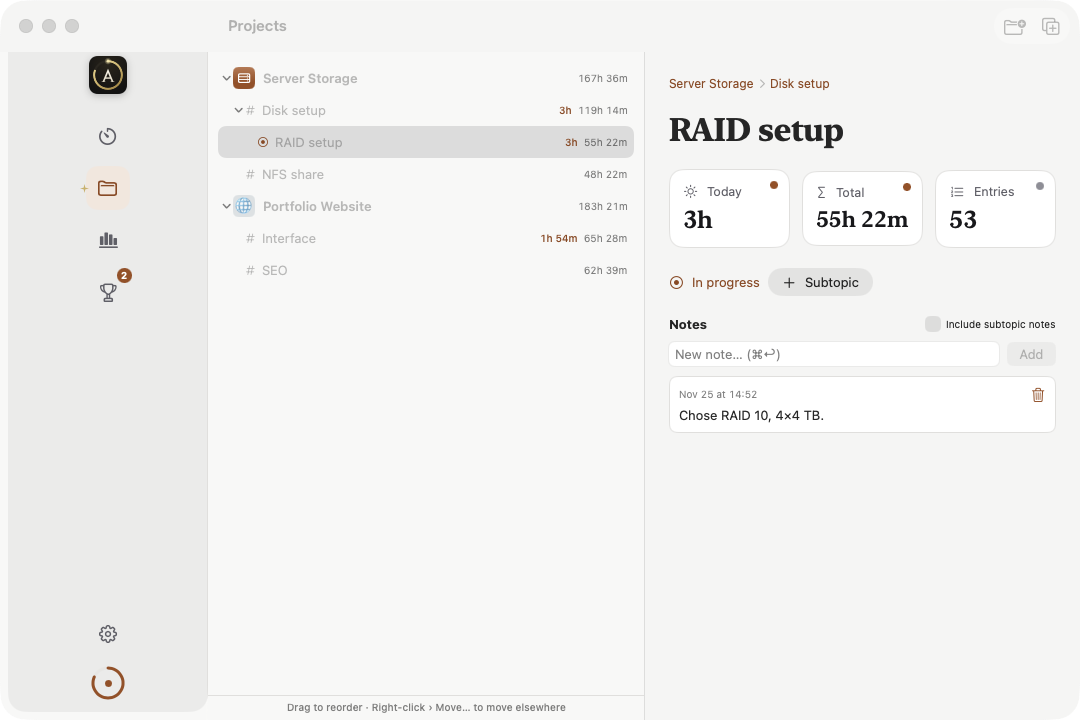 Projects
A
2
Server Storage 167h 36m
# Disk setup 3h 119h 14m
RAID setup 3h 55h 22m
# NFS share 48h 22m
Portfolio Website 183h 21m
# Interface 1h 54m 65h 28m
# SEO 62h 39m
Drag to reorder · Right-click › Move... to move elsewhere
Server Storage > Disk setup
RAID setup
Today
3h
Σ Total
55h 22m
Entries
53
In progress
+ Subtopic
Notes
Include subtopic notes
New note... (⌘↩)
Add
Nov 25 at 14:52
Chose RAID 10, 4×4 TB.